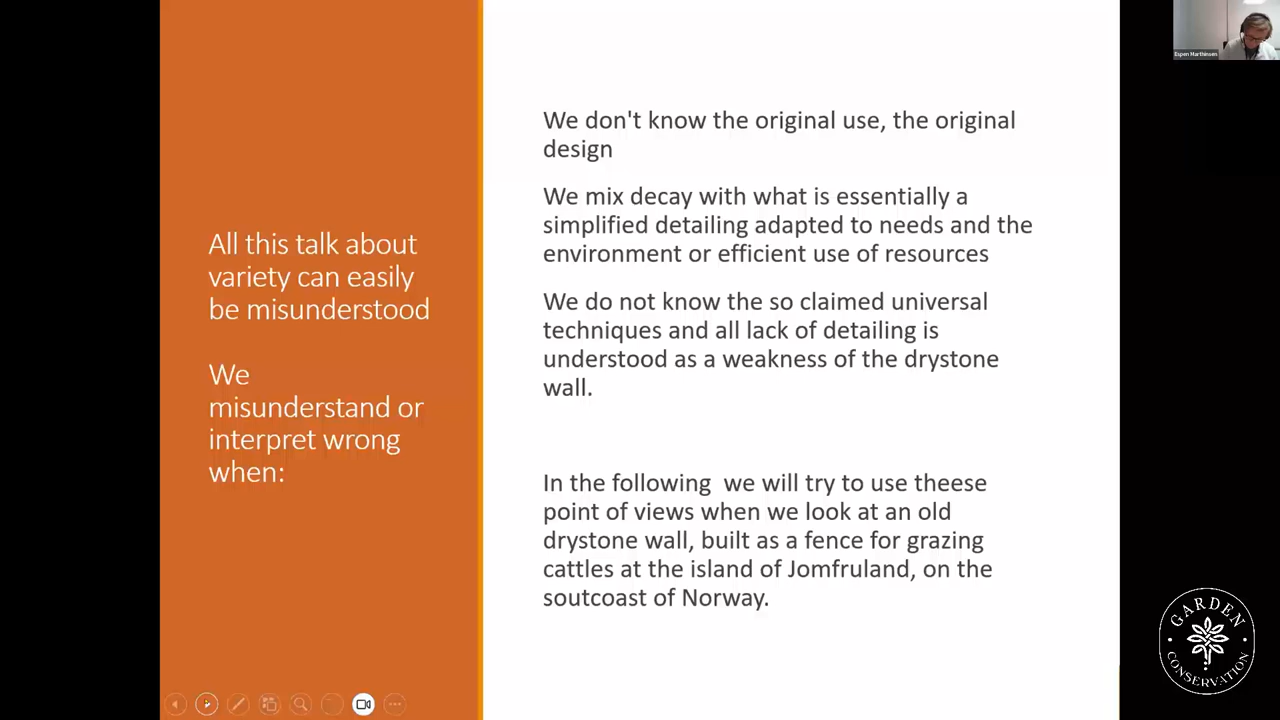 All this talk about
variety can easily
be misunderstood
We
misunderstand or
interpret wrong
when:
We don't know the original use, the original
design
We mix decay with what is essentially a
simplified detailing adapted to needs and the
environment or efficient use of resources
We do not know the so claimed universal
techniques and all lack of detailing is
understood as a weakness of the drystone
wall.
In the following  we will try to use theese
point of views when we look at an old
drystone wall, built as a fence for grazing
cattles at the island of Jomfruland, on the
soutcoast of Norway.
Espen Marthinsen
GARDEN
CONSERVATION